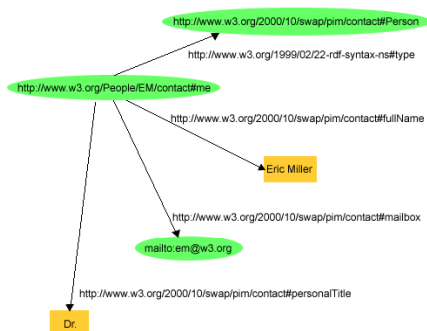 http://www.w3.org/2000/10/swap/pim/contact#Person
http://www.w3.org/1999/02/22-rdf-syntax-ns#type
http://www.w3.org/People/EM/contact#me
http://www.w3.org/2000/10/swap/pim/contact#fullName
Eric Miller
http://www.w3.org/2000/10/swap/pim/contact#mailbox
mailto:em@w3.org
http://www.w3.org/2000/10/swap/pim/contact#personalTitle
Dr.